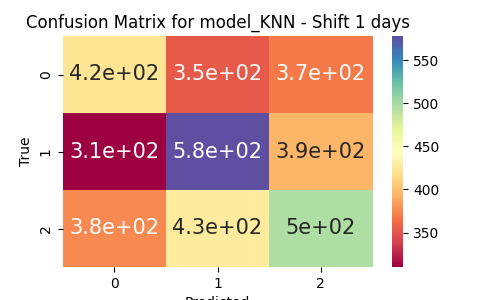 Confusion Matrix for model_KNN - Shift 1 days
0 4.2e+02 3.5e+02 3.7e+02
1 3.1e+02 5.8e+02 3.9e+02
2 3.8e+02 4.3e+02 5e+02
True
0 1 2
Predicted
550
500
450
400
350